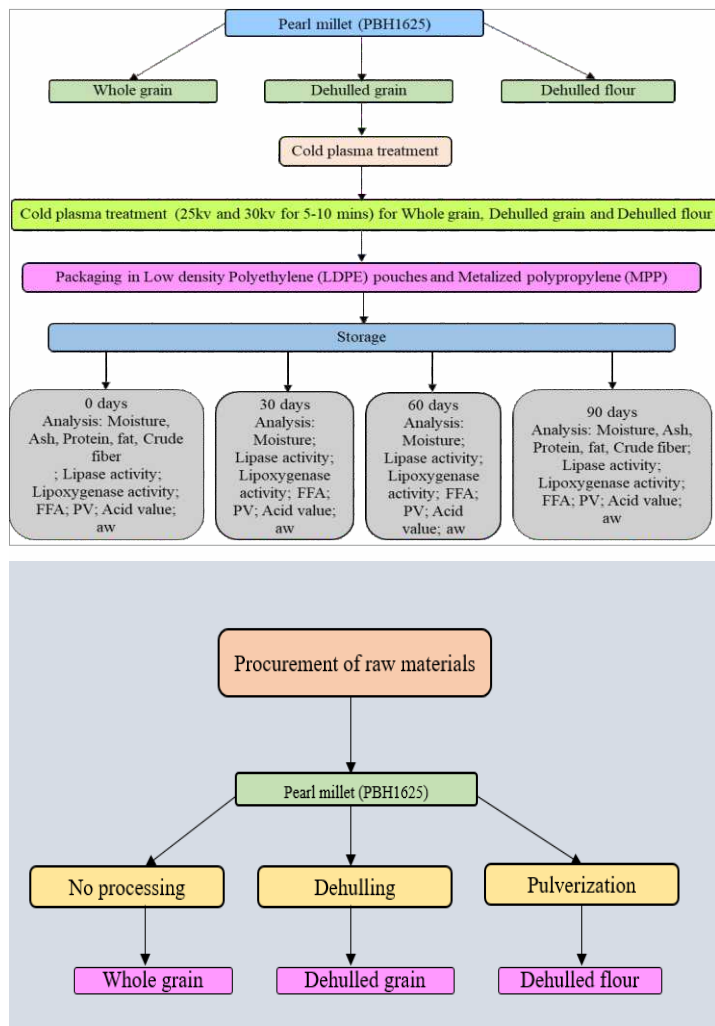 Pearl millet (PBH1625)
Whole grain
Dehulled grain
Dehulled flour
Cold plasma treatment
Cold plasma treatment (25kv and 30kv for 5-10 mins) for Whole grain, Dehulled grain and Dehulled flour
Packaging in Low density Polyethylene (LDPE) pouches and Metalized polypropylene (MPP)
Storage
0 days
Analysis: Moisture,
Ash, Protein, fat, Crude
fiber
; Lipase activity;
Lipoxygenase activity;
FFA; PV; Acid value;
aw
30 days
Analysis:
Moisture;
Lipase activity;
Lipoxygenase
activity; FFA;
PV; Acid value;
aw
60 days
Analysis:
Moisture;
Lipase activity;
Lipoxygenase
activity; FFA;
PV; Acid
value; aw
90 days
Analysis: Moisture, Ash,
Protein, fat, Crude fiber;
Lipase activity;
Lipoxygenase activity;
FFA; PV; Acid value;
aw
Procurement of raw materials
Pearl millet (PBH1625)
No processing
Dehulling
Pulverization
Whole grain
Dehulled grain
Dehulled flour